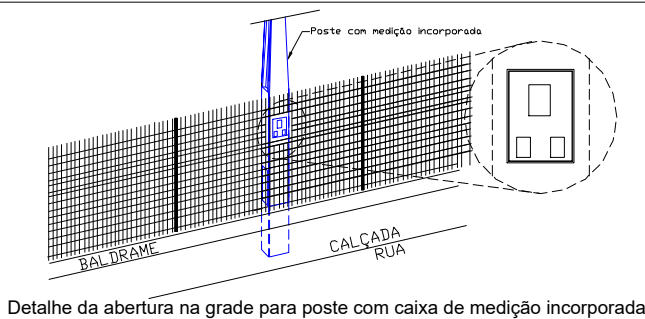 Poste com medição incorporada
BALDRAME
CALÇADA
RUA
Detalhe da abertura na grade para poste com caixa de medição incorporada